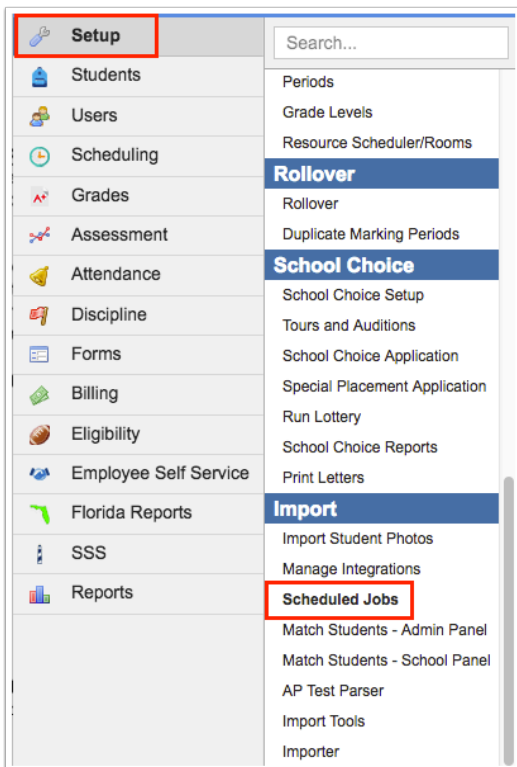 Setup
Students
Users
Scheduling
Grades
Assessment
Attendance
Discipline
Forms
Billing
Eligibility
Employee Self Service
Florida Reports
SSS
Reports
Search...
Periods
Grade Levels
Resource Scheduler/Rooms
Rollover
Rollover
Duplicate Marking Periods
School Choice
School Choice Setup
Tours and Auditions
School Choice Application
Special Placement Application
Run Lottery
School Choice Reports
Print Letters
Import
Import Student Photos
Manage Integrations
Scheduled Jobs
Match Students - Admin Panel
Match Students - School Panel
AP Test Parser
Import Tools
Importer